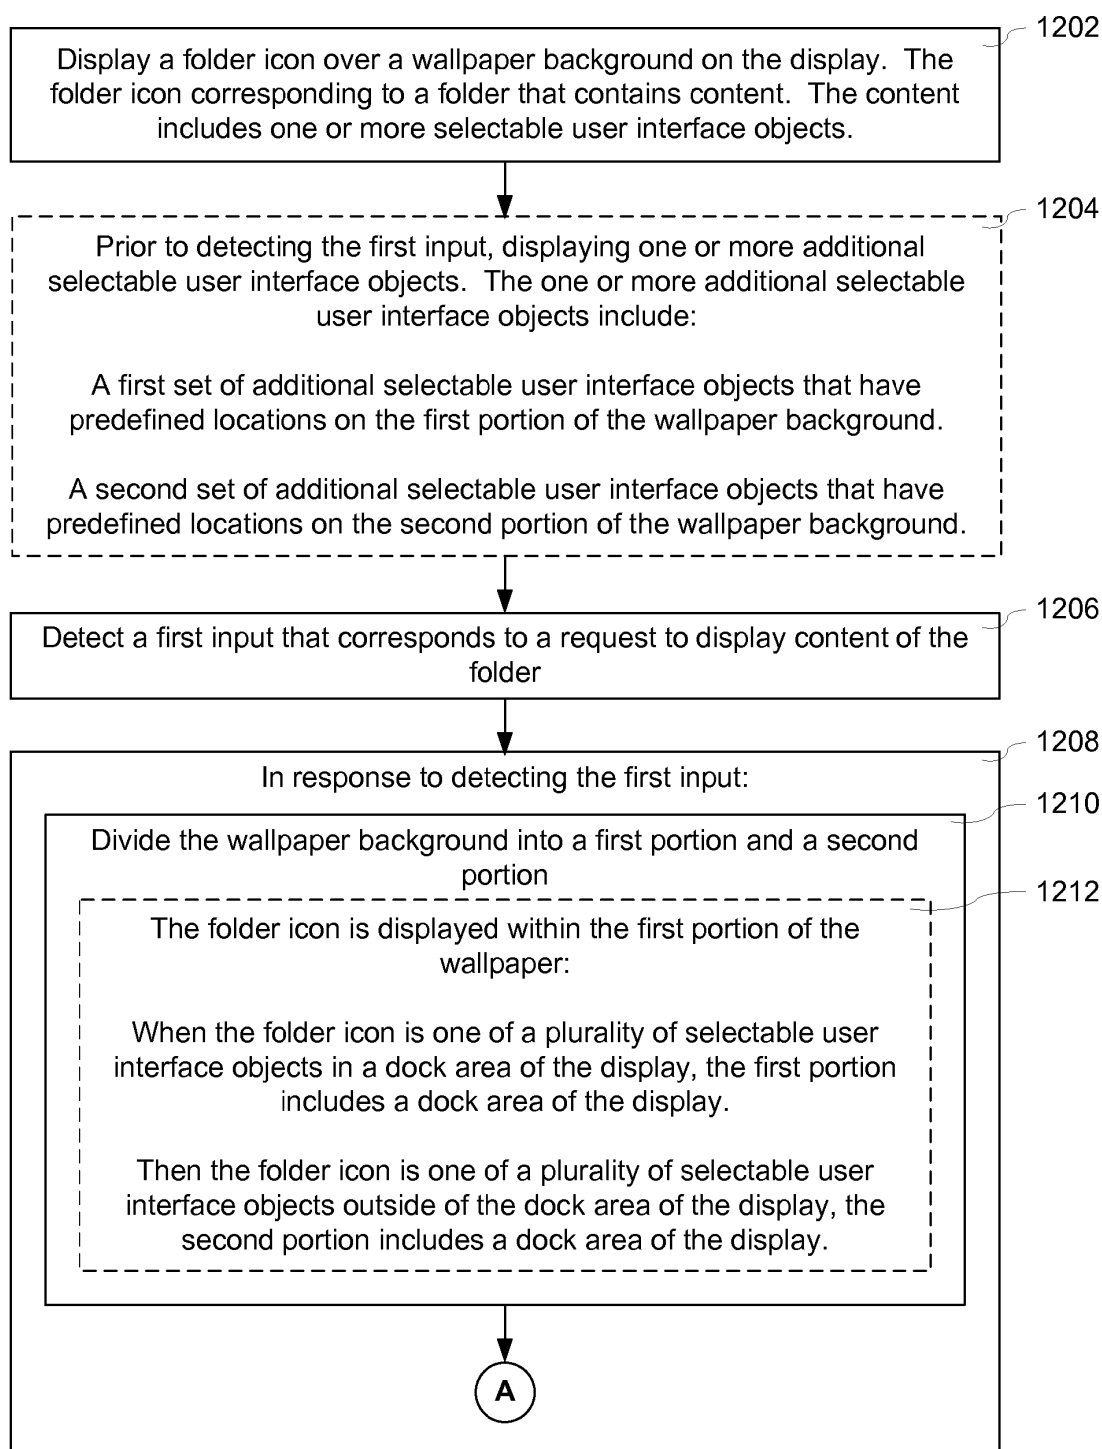 1202
Display a folder icon over a wallpaper background on the display. The
folder icon corresponding to a folder that contains content. The content
includes one or more selectable user interface objects.
1204
Prior to detecting the first input, displaying one or more additional
selectable user interface objects. The one or more additional selectable
user interface objects include:
A first set of additional selectable user interface objects that have
predefined locations on the first portion of the wallpaper background.
A second set of additional selectable user interface objects that have
predefined locations on the second portion of the wallpaper background.
1206
Detect a first input that corresponds to a request to display content of the
folder
1208
In response to detecting the first input:
1210
Divide the wallpaper background into a first portion and a second
portion
1212
The folder icon is displayed within the first portion of the
wallpaper:
When the folder icon is one of a plurality of selectable user
interface objects in a dock area of the display, the first portion
includes a dock area of the display.
Then the folder icon is one of a plurality of selectable user
interface objects outside of the dock area of the display, the
second portion includes a dock area of the display.
A